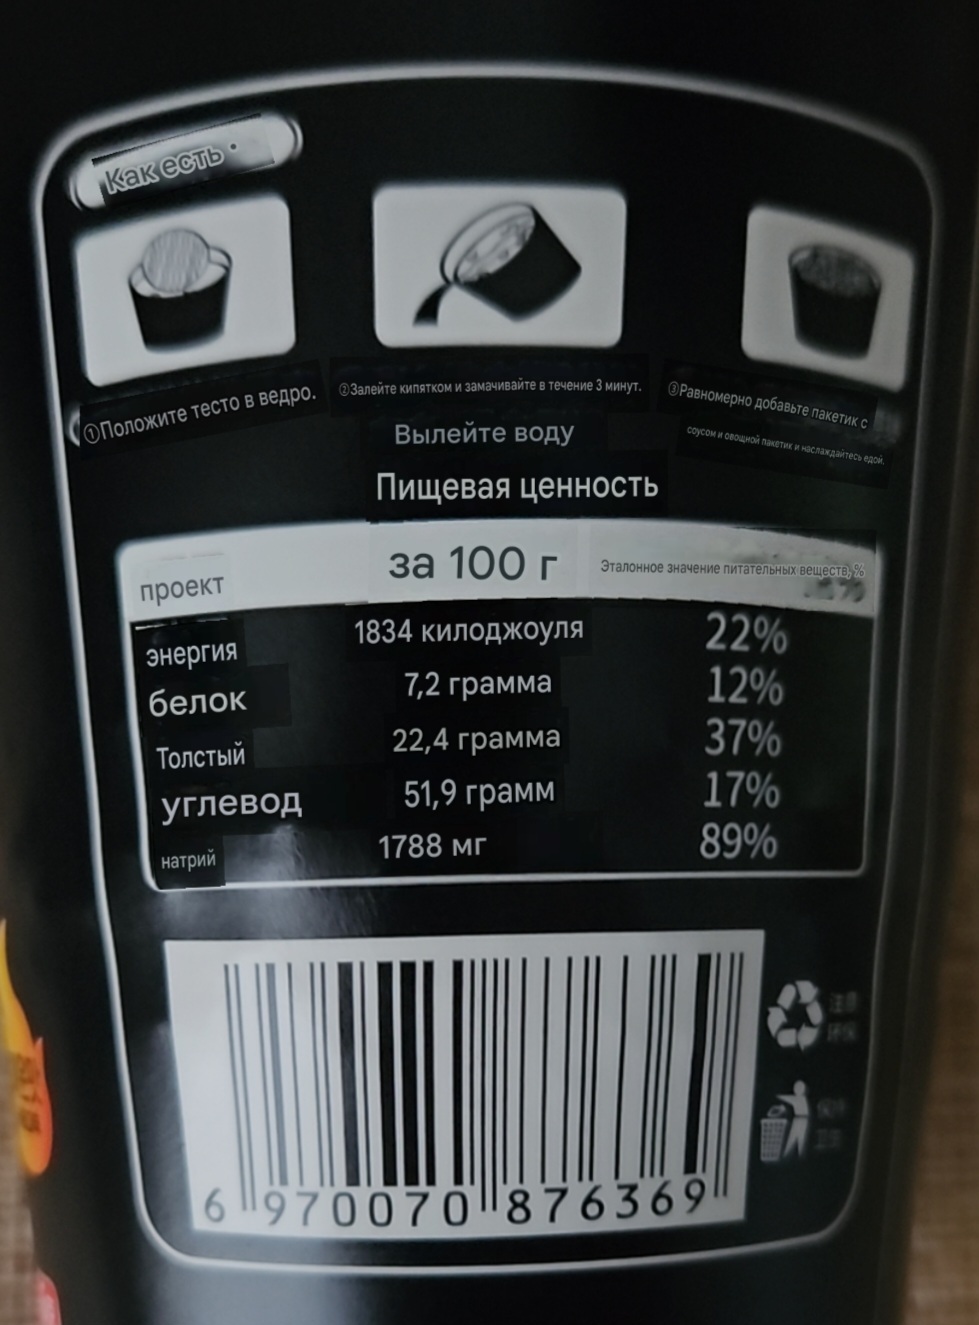 Как есть •
①Положите тесто в ведро.
②Залейте кипятком и замачивайте в течение 3 минут.
Вылейте воду
③Равномерно добавьте пакетик с
соусом и овощной пакетик и наслаждайтесь едой.
Пищевая ценность
проект за 100 г Эталонное значение питательных веществ, %
энергия 1834 килоджоуля 22%
белок 7,2 грамма 12%
Толстый 22,4 грамма 37%
углевод 51,9 грамм 17%
натрий 1788 мг 89%
6 970070 876369